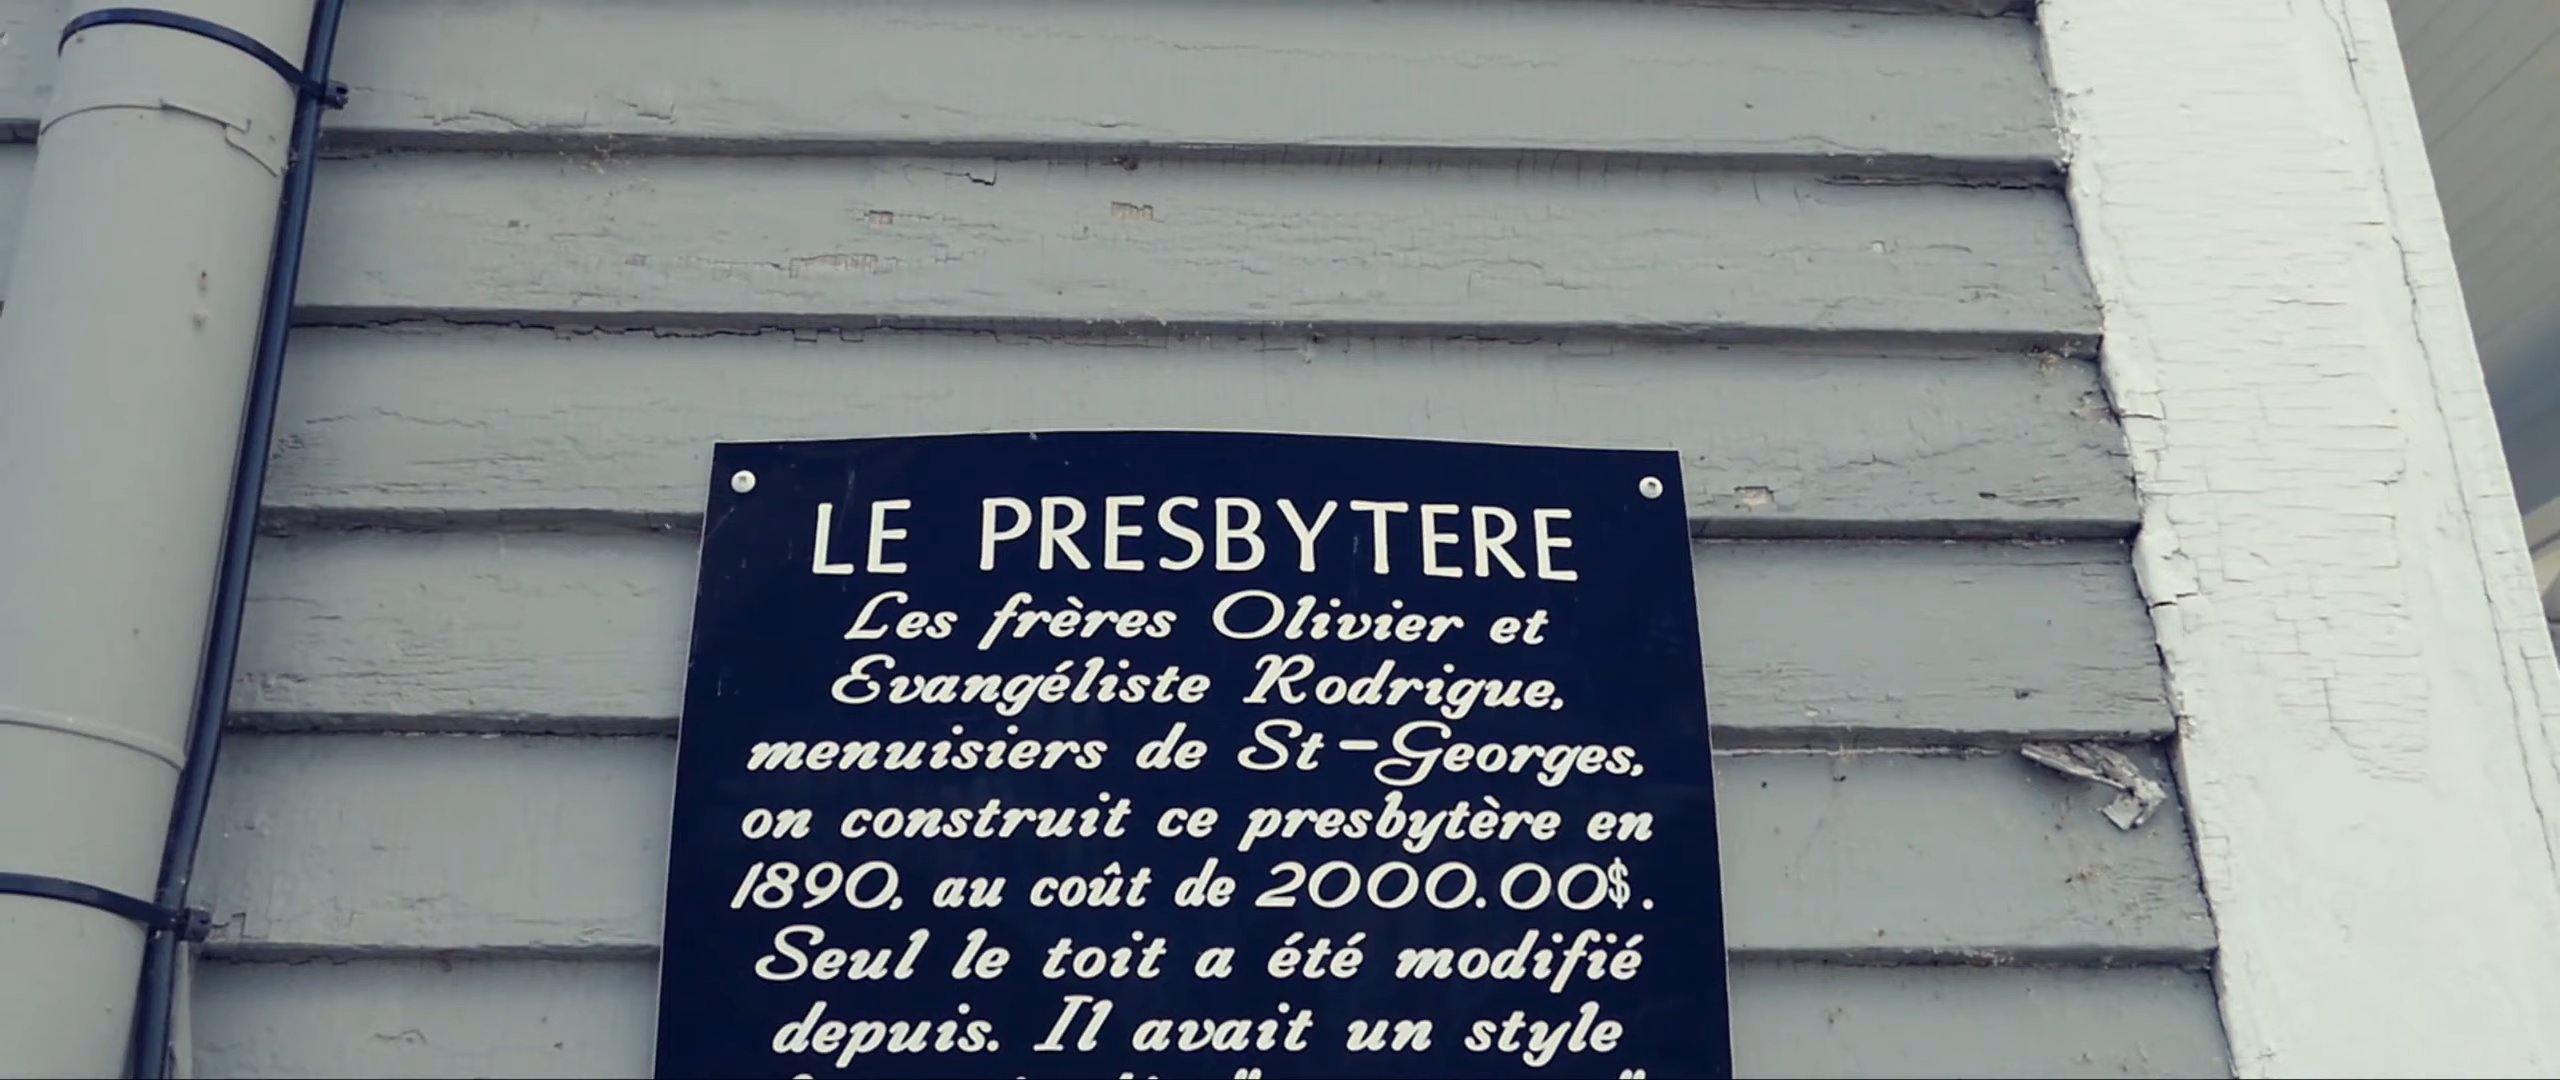 LE PRESBYTERE
Les frères Olivier et
Evangéliste Rodrigue,
menuisiers de St-Georges,
on construit ce presbytère en
1890, au coût de 2000.00$.
Seul le toit a été modifié
depuis. Il avait un style